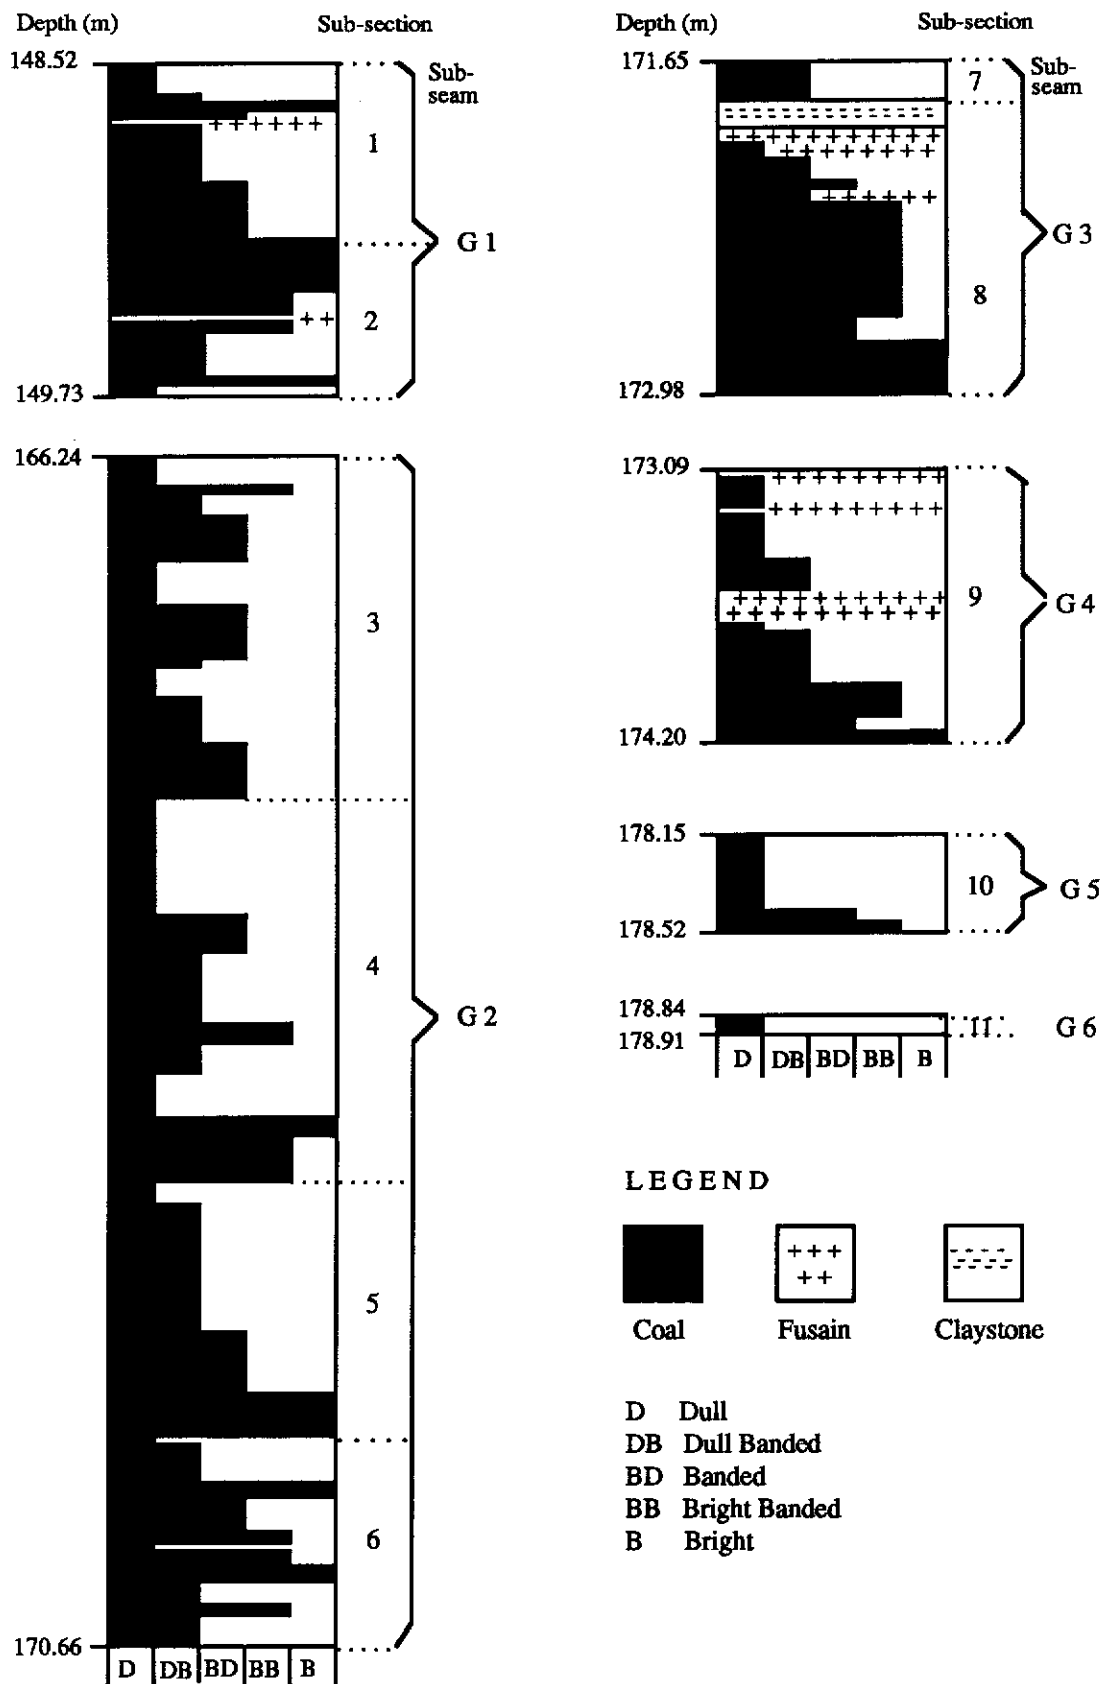 Depth (m) Sub-section
148.52
Sub-
seam
1
G 1
2
149.73
166.24
3
4
G 2
5
6
170.66
D DB BD BB B
Depth (m) Sub-section
171.65
7
Sub-
seam
G 3
8
172.98
173.09
9
G 4
174.20
178.15
10
G 5
178.52
178.84
11
G 6
178.91
D DB BD BB B
LEGEND
Coal Fusain Claystone
D Dull
DB Dull Banded
BD Banded
BB Bright Banded
B Bright